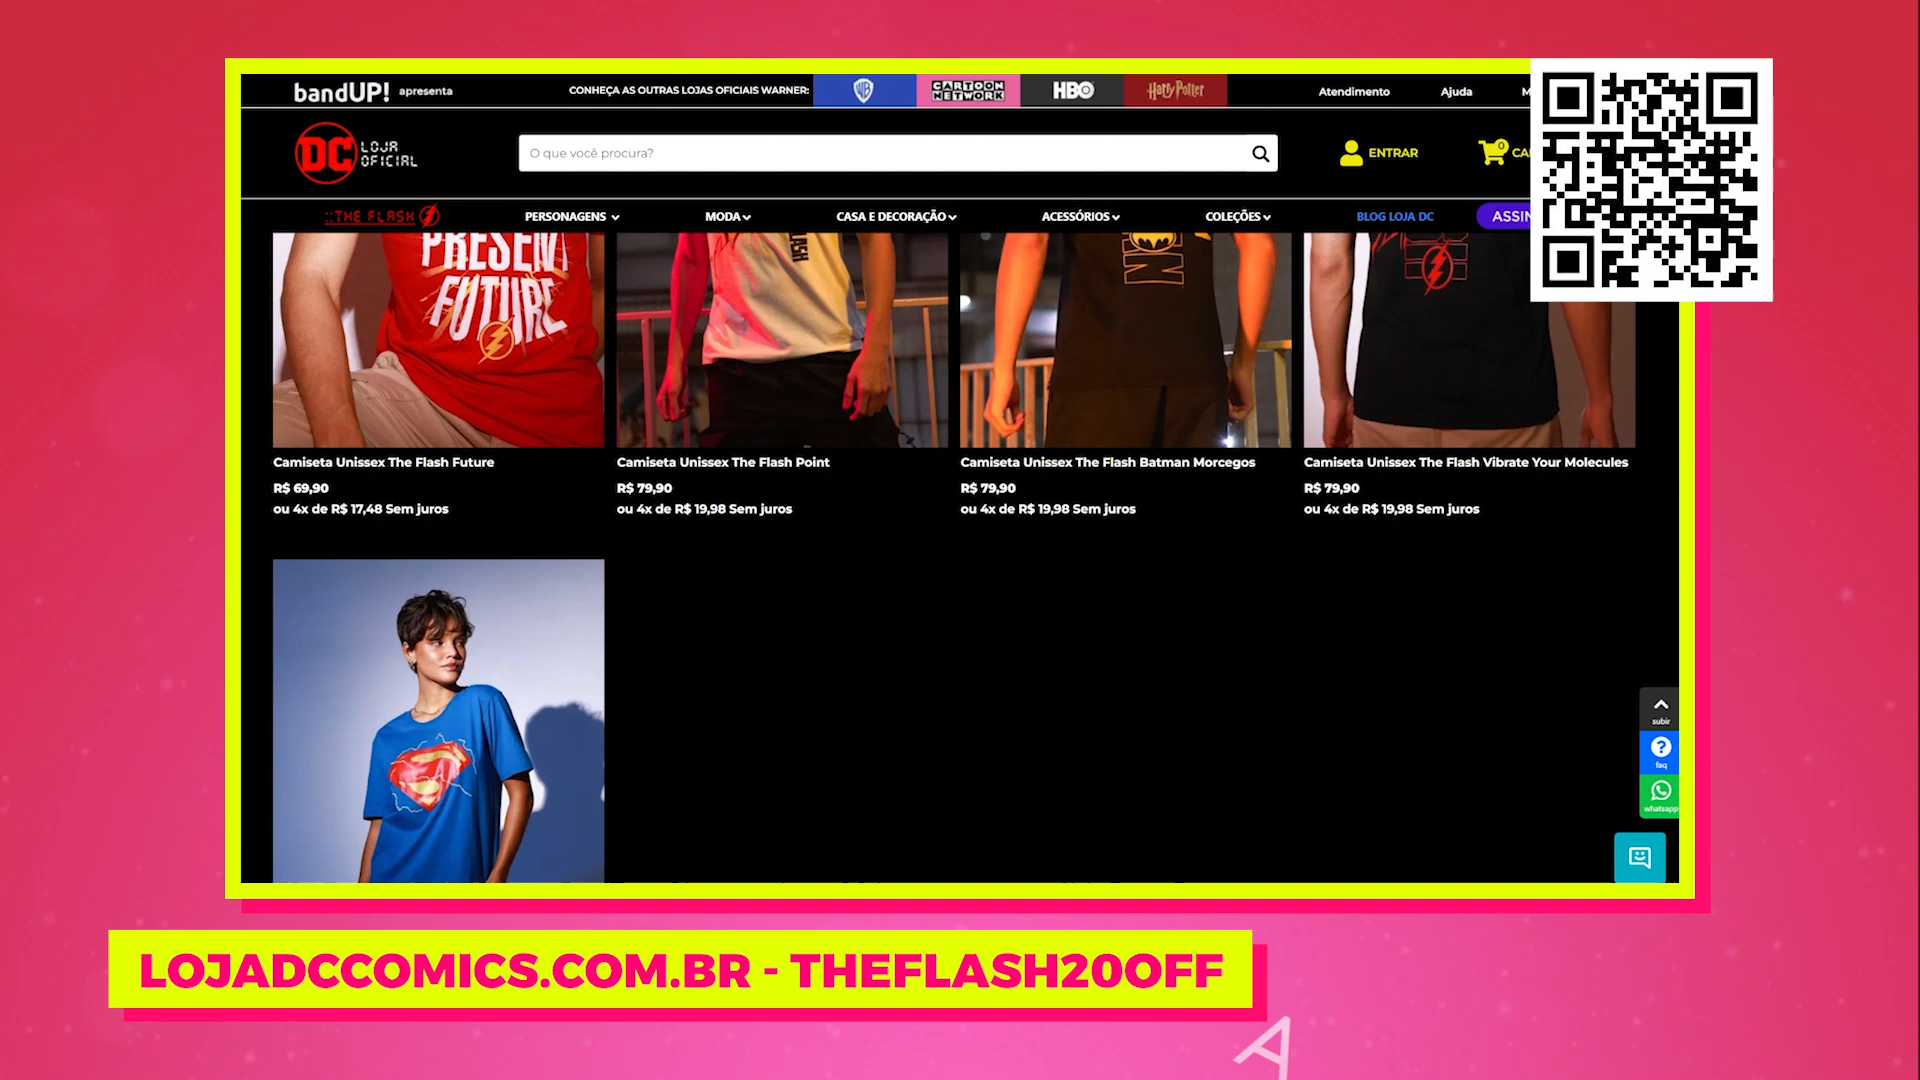 bandUP! apresenta
CONHEÇA AS OUTRAS LOJAS OFICIAIS WARNER:
WB
CARTOON NETWORK
HBO
Harry Potter
Atendimento
Ajuda
M
DC LOJA OFICIAL
O que você procura?
ENTRAR
0
CA
::THE FLASH
PERSONAGENS
MODA
CASA E DECORAÇÃO
ACESSÓRIOS
COLEÇÕES
BLOG LOJA DC
ASSIN
PRESENT
FUTURE
LASH
Camiseta Unissex The Flash Future
R$ 69,90
ou 4x de R$ 17,48 Sem juros
Camiseta Unissex The Flash Point
R$ 79,90
ou 4x de R$ 19,98 Sem juros
Camiseta Unissex The Flash Batman Morcegos
R$ 79,90
ou 4x de R$ 19,98 Sem juros
Camiseta Unissex The Flash Vibrate Your Molecules
R$ 79,90
ou 4x de R$ 19,98 Sem juros
subir
faq
whatsapp
LOJADCCOMICS.COM.BR - THEFLASH20OFF
A